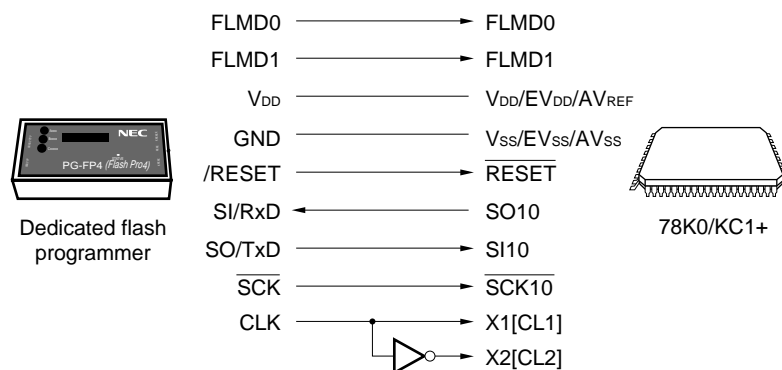 FLMD0 FLMD0
FLMD1 FLMD1
VDD VDD/EVDD/AVREF
GND VSS/EVSS/AVSS
/RESET RESET
SI/RxD SO10
SO/TxD SI10
SCK SCK10
CLK X1[CL1]
X2[CL2]
NEC
PG-FP4 (Flash Pro4)
Dedicated flash
programmer
78K0/KC1+